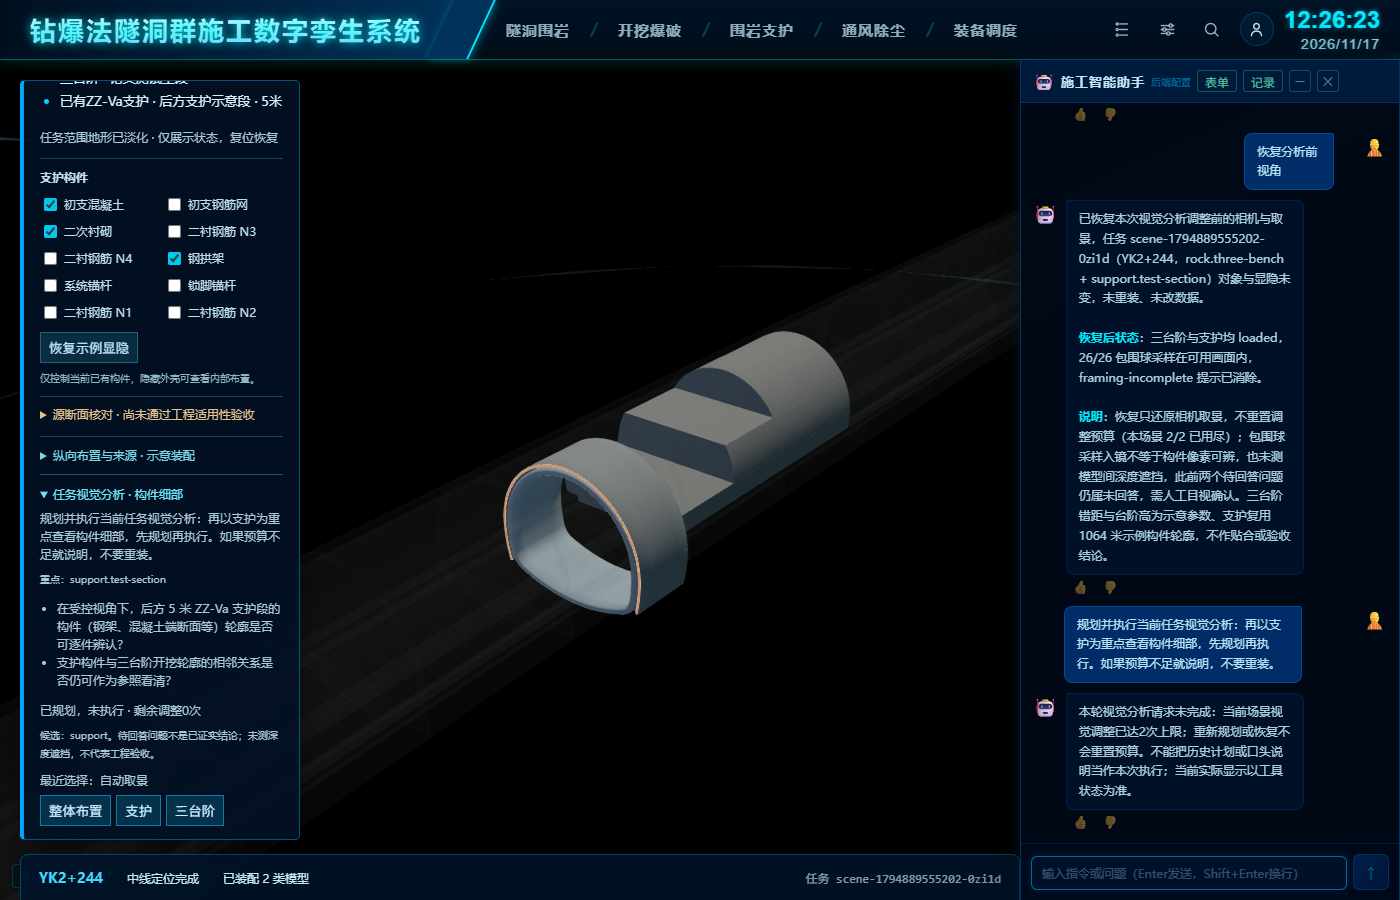 钻爆法隧洞群施工数字孪生系统
隧洞围岩 / 开挖爆破 / 围岩支护 / 通风除尘 / 装备调度
12:26:23
2026/11/17
已有ZZ-Va支护 · 后方支护示意段 · 5米
任务范围地形已淡化 · 仅展示状态，复位恢复
支护构件
初支混凝土 初支钢筋网
二次衬砌 二衬钢筋 N3
二衬钢筋 N4 钢拱架
系统锚杆 锁脚锚杆
二衬钢筋 N1 二衬钢筋 N2
恢复示例显隐
仅控制当前已有构件，隐藏外壳可查看内部布置。
源断面核对 · 尚未通过工程适用性验收
纵向布置与来源 · 示意装配
任务视觉分析 · 构件细部
规划并执行当前任务视觉分析：再以支护为重
点查看构件细部，先规划再执行。如果预算不
足就说明，不要重装。
重点：support.test-section
在受控视角下，后方 5 米 ZZ-Va 支护段的
构件（钢架、混凝土端断面等）轮廓是否
可逐件辨认？
支护构件与三台阶开挖轮廓的相邻关系是
否仍可作为参照看清？
已规划，未执行 · 剩余调整0次
候选：support。待回答问题不是已证实结论；未测深
度遮挡，不代表工程验收。
最近选择：自动取景
整体布置 支护 三台阶
YK2+244 中线定位完成 已装配 2 类模型
任务 scene-1794889555202-0zi1d
施工智能助手 后端配置 表单 记录
恢复分析前
视角
已恢复本次视觉分析调整前的相机与取
景，任务 scene-1794889555202-
0zi1d（YK2+244，rock.three-bench
+ support.test-section）对象与显隐未
变，未重装、未改数据。
恢复后状态：三台阶与支护均 loaded，
26/26 包围球采样在可用画面内，
framing-incomplete 提示已消除。
说明：恢复只还原相机取景，不重置调
整预算（本场景 2/2 已用尽）；包围球
采样入镜不等于构件像素可辨，也未测
模型间深度遮挡，此前两个待回答问题
仍属未回答，需人工目视确认。三台阶
错距与台阶高为示意参数、支护复用
1064 米示例构件轮廓，不作贴合或验收
结论。
规划并执行当前任务视觉分析：再以支
护为重点查看构件细部，先规划再执
行。如果预算不足就说明，不要重装。
本轮视觉分析请求未完成：当前场景视
觉调整已达2次上限；重新规划或恢复不
会重置预算。不能把历史计划或口头说
明当作本次执行；当前实际显示以工具
状态为准。
输入指令或问题（Enter发送，Shift+Enter换行）